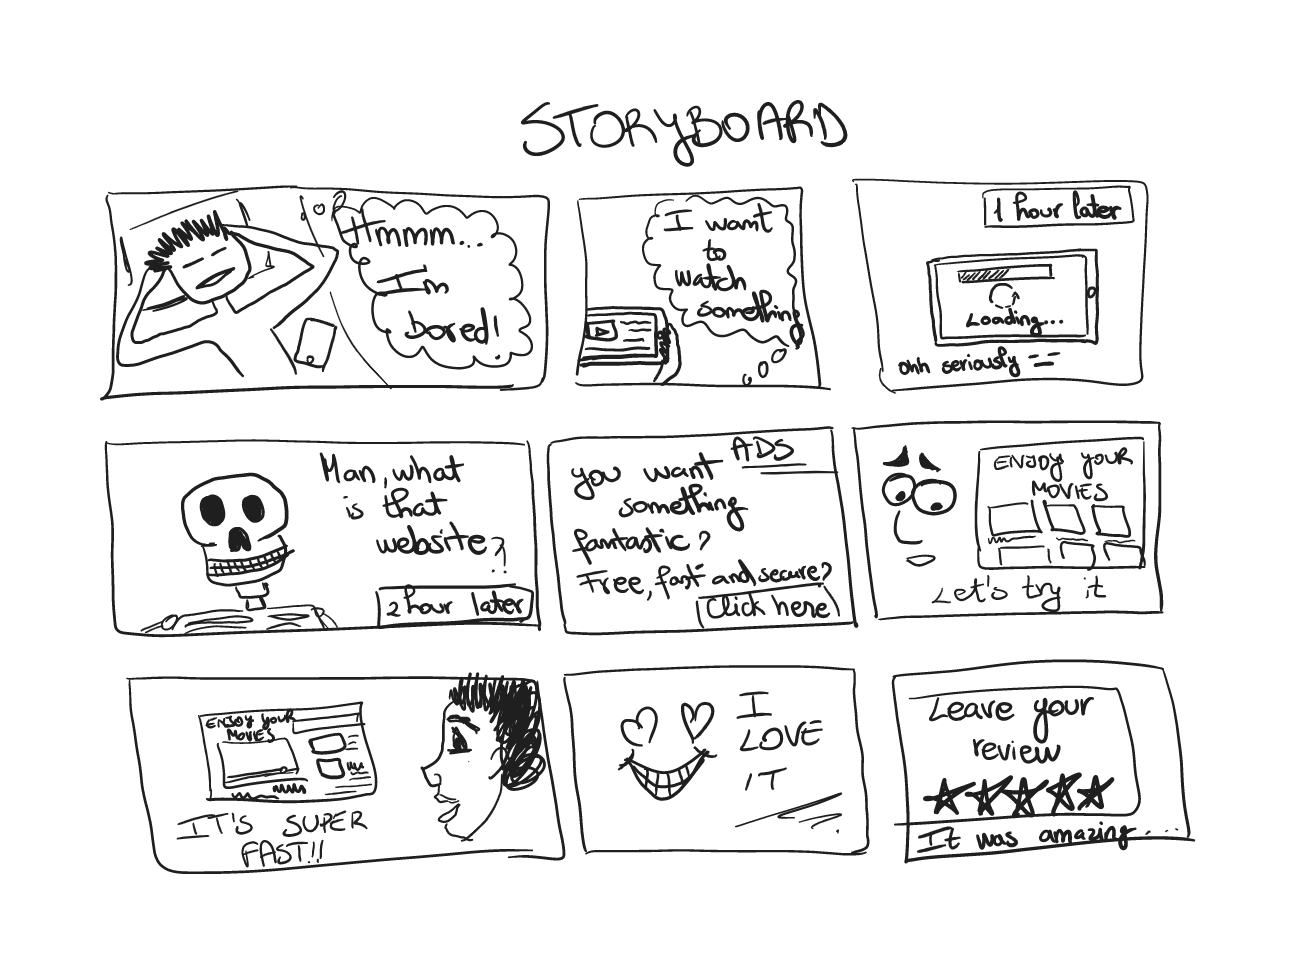 STORYBOARD
Hmmm...
I'm
bored!
I want
to
watch
something
1 hour later
Loading...
ohh seriously
Man, what
is that
website?!
2 hour later
ADS
you want
something
fantastic?
Free, fast and secure?
Click here
ENJOY YOUR
MOVIES
Let's try it
ENJOY YOUR
MOVIES
IT'S SUPER
FAST!!
I
LOVE
IT
Leave your
review
It was amazing....